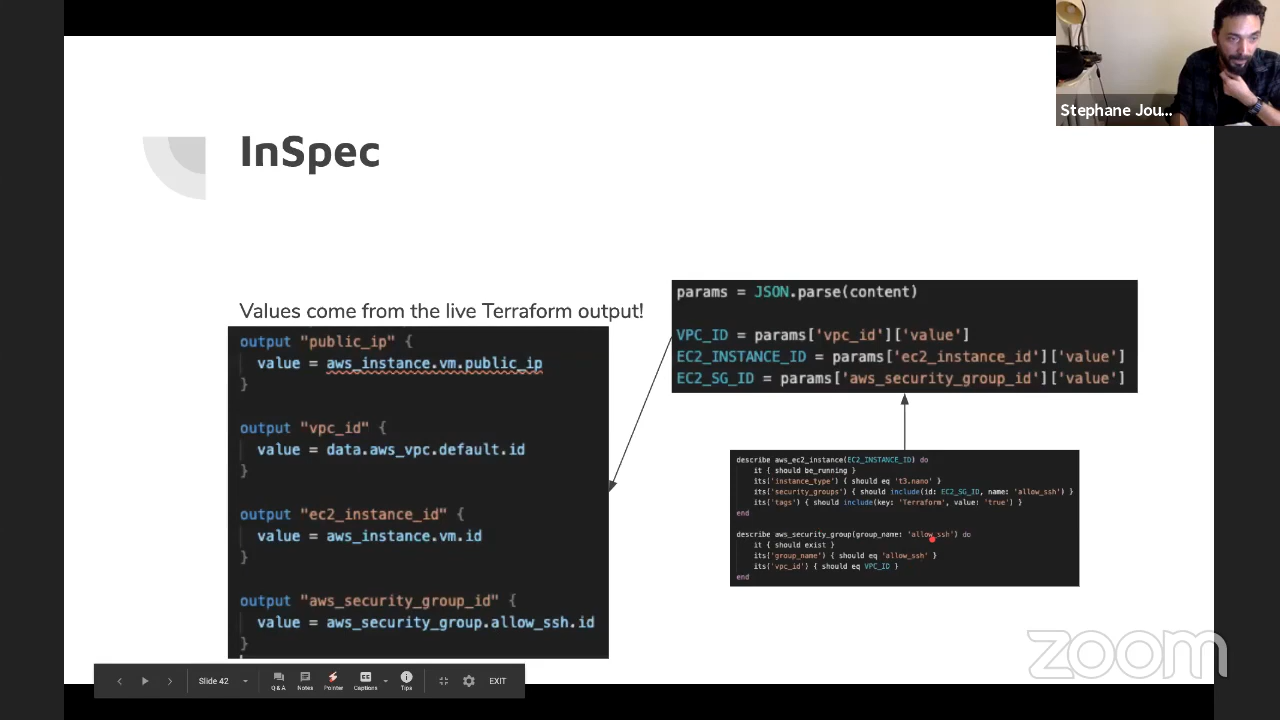 Stephane Jou...
InSpec
Values come from the live Terraform output!
output "public_ip" {
value = aws_instance.vm.public_ip
}
output "vpc_id" {
value = data.aws_vpc.default.id
}
output "ec2_instance_id" {
value = aws_instance.vm.id
}
output "aws_security_group_id" {
value = aws_security_group.allow_ssh.id
}
params = JSON.parse(content)
VPC_ID = params['vpc_id']['value']
EC2_INSTANCE_ID = params['ec2_instance_id']['value']
EC2_SG_ID = params['aws_security_group_id']['value']
describe aws_ec2_instance(EC2_INSTANCE_ID) do
it { should be_running }
its('instance_type') { should eq 't3.nano' }
its('security_groups') { should include(id: EC2_SG_ID, name: 'allow_ssh') }
its('tags') { should include(key: 'Terraform', value: 'true') }
end
describe aws_security_group(group_name: 'allow_ssh') do
it { should exist }
its('group_name') { should eq 'allow_ssh' }
its('vpc_id') { should eq VPC_ID }
end
Slide 42
Q&A
Notes
Pointer
Captions
Tips
EXIT
zoom